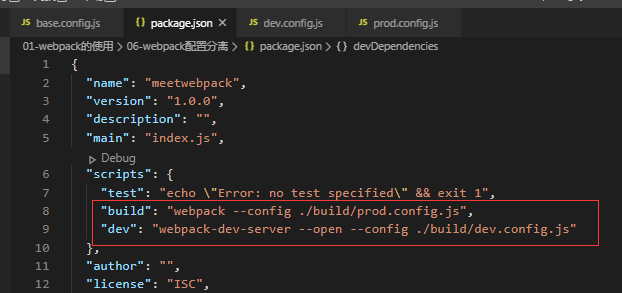 JS base.config.js
{ } package.json ×
JS dev.config.js
JS prod.config.js
01-webpack的使用 > 06-webpack配置分离 > { } package.json > { } devDependencies
1 {
2 "name": "meetwebpack",
3 "version": "1.0.0",
4 "description": "",
5 "main": "index.js",
Debug
6 "scripts": {
7 "test": "echo \"Error: no test specified\" && exit 1",
8 "build": "webpack --config ./build/prod.config.js",
9 "dev": "webpack-dev-server --open --config ./build/dev.config.js"
10 },
11 "author": "",
12 "license": "ISC",